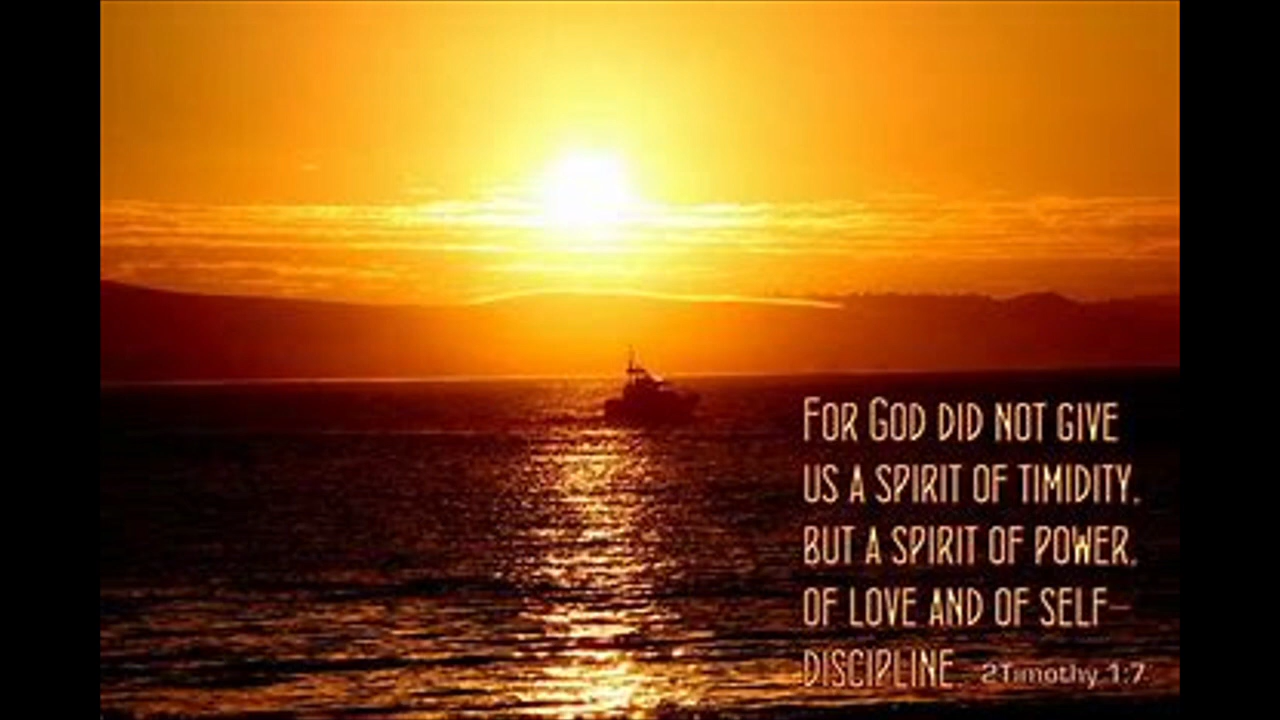 For God did not give
us a spirit of timidity,
but a spirit of power,
of love and of self-
discipline. 2Timothy 1:7